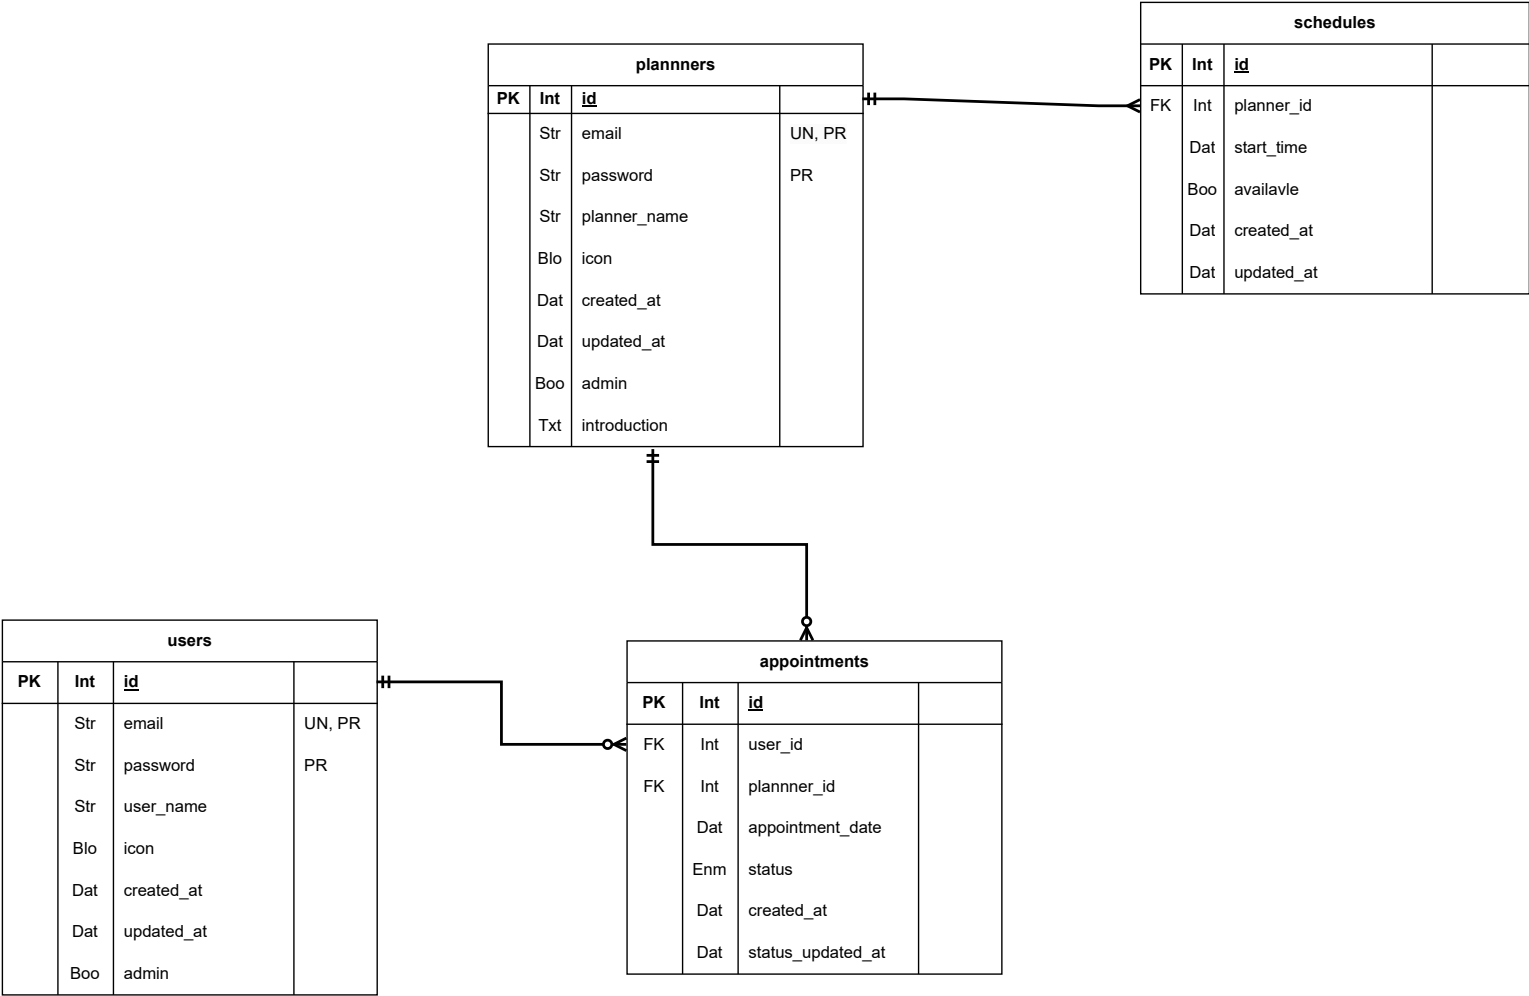 schedules
PK Int id
FK Int planner_id
Dat start_time
Boo availavle
Dat created_at
Dat updated_at
plannners
PK Int id
Str email UN, PR
Str password PR
Str planner_name
Blo icon
Dat created_at
Dat updated_at
Boo admin
Txt introduction
users
PK Int id
Str email UN, PR
Str password PR
Str user_name
Blo icon
Dat created_at
Dat updated_at
Boo admin
appointments
PK Int id
FK Int user_id
FK Int plannner_id
Dat appointment_date
Enm status
Dat created_at
Dat status_updated_at